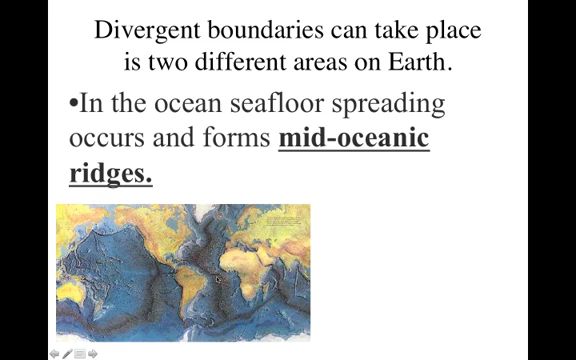 Divergent boundaries can take place
is two different areas on Earth.
•In the ocean seafloor spreading
occurs and forms mid-oceanic
ridges.